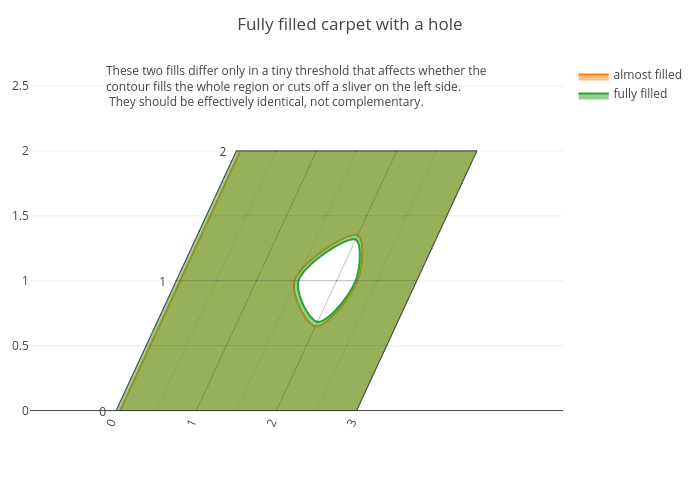 Fully filled carpet with a hole
These two fills differ only in a tiny threshold that affects whether the
contour fills the whole region or cuts off a sliver on the left side.
They should be effectively identical, not complementary.
almost filled
fully filled
2.5
2
2
1.5
1
1
0.5
0
0
0
1
2
3